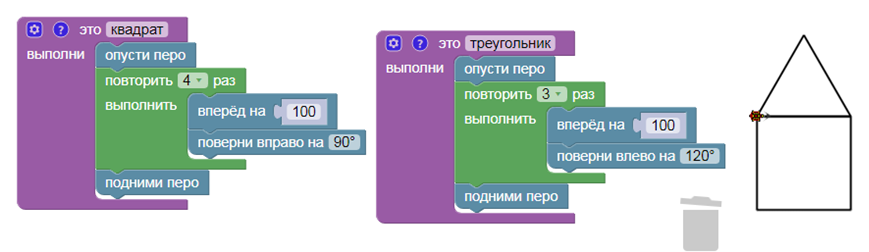 ? это квадрат
выполни опусти перо
повторить 4 раз
выполнить вперёд на 100
поверни вправо на 90°
подними перо
? это треугольник
выполни опусти перо
повторить 3 раз
выполнить вперёд на 100
поверни влево на 120°
подними перо